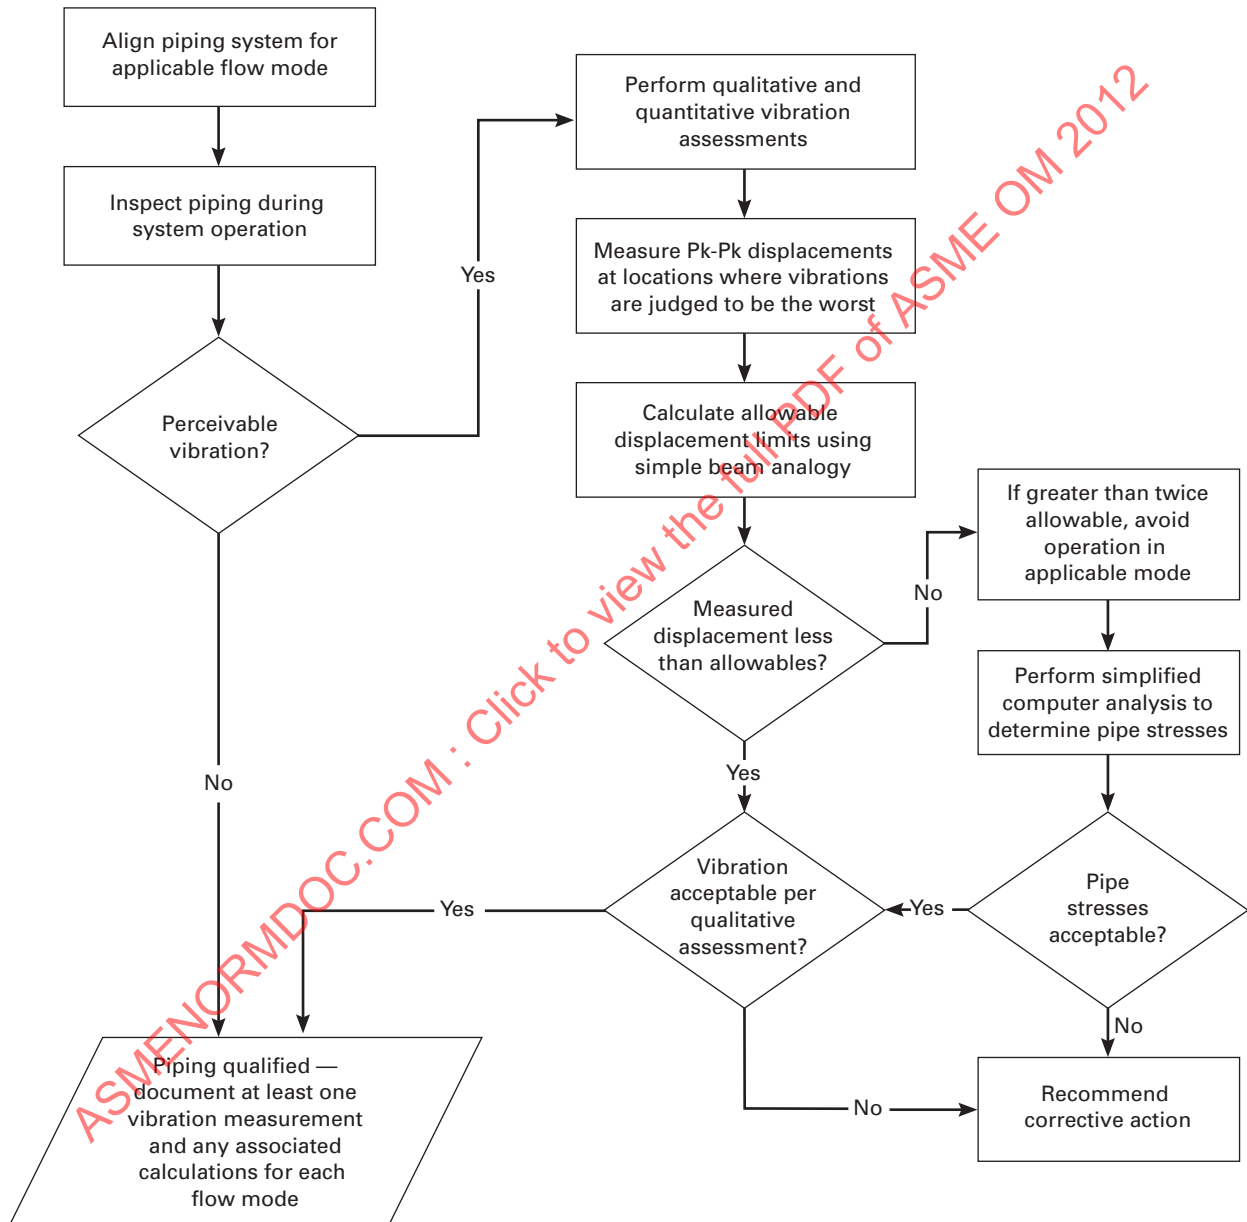 Align piping system for
applicable flow mode
Inspect piping during
system operation
Perceivable
vibration?
Yes
No
Perform qualitative and
quantitative vibration
assessments
Measure Pk-Pk displacements
at locations where vibrations
are judged to be the worst
Calculate allowable
displacement limits using
simple beam analogy
Measured
displacement less
than allowables?
No
Yes
If greater than twice
allowable, avoid
operation in
applicable mode
Perform simplified
computer analysis to
determine pipe stresses
Pipe
stresses
acceptable?
Yes
No
Vibration
acceptable per
qualitative
assessment?
Yes
No
Recommend
corrective action
Piping qualified —
document at least one
vibration measurement
and any associated
calculations for each
flow mode
ASMENORMDOC.COM : Click to view the full PDF of ASME OM 2012